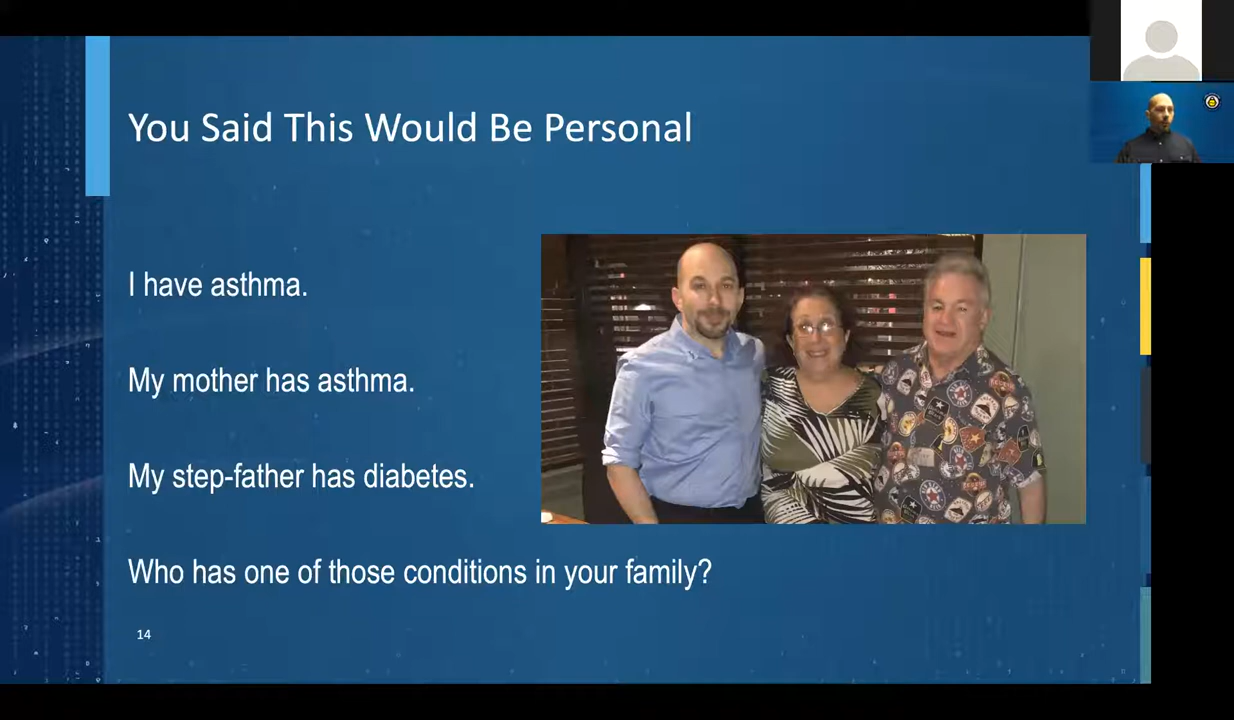 You Said This Would Be Personal
I have asthma.
My mother has asthma.
My step-father has diabetes.
Who has one of those conditions in your family?
14